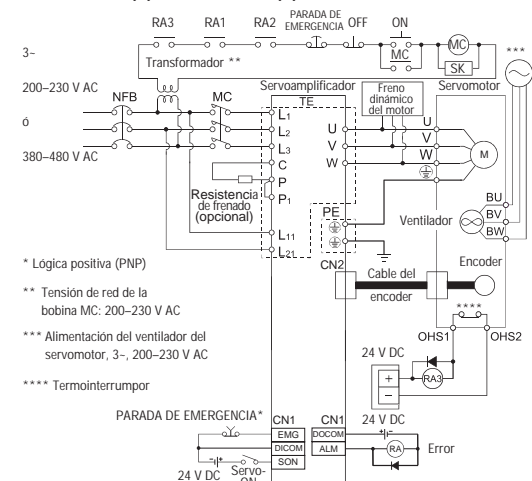 RA3 RA1 RA2 PARADA DE EMERGENCIA OFF ON
MC
MC
SK
3~
Transformador **
***
200–230 V AC
NFB
MC
Servoamplificador
TE
Freno dinámico del motor
Servomotor
ó
380–480 V AC
L1
L2
L3
C
P
P1
L11
L21
U
V
W
U
V
W
M
Resistencia
de frenado
(opcional)
PE
CN2
Ventilador
BU
BV
BW
Encoder
Cable del
encoder
****
OHS1
OHS2
* Lógica positiva (PNP)
** Tensión de red de la
bobina MC: 200–230 V AC
*** Alimentación del ventilador del
servomotor, 3~, 200–230 V AC
**** Termointerrumpor
24 V DC
+
−
RA3
PARADA DE EMERGENCIA*
CN1
EMG
DICOM
SON
CN1
DOCOM
ALM
24 V DC
+
−
RA
Error
−
+
24 V DC
Servo-
ON